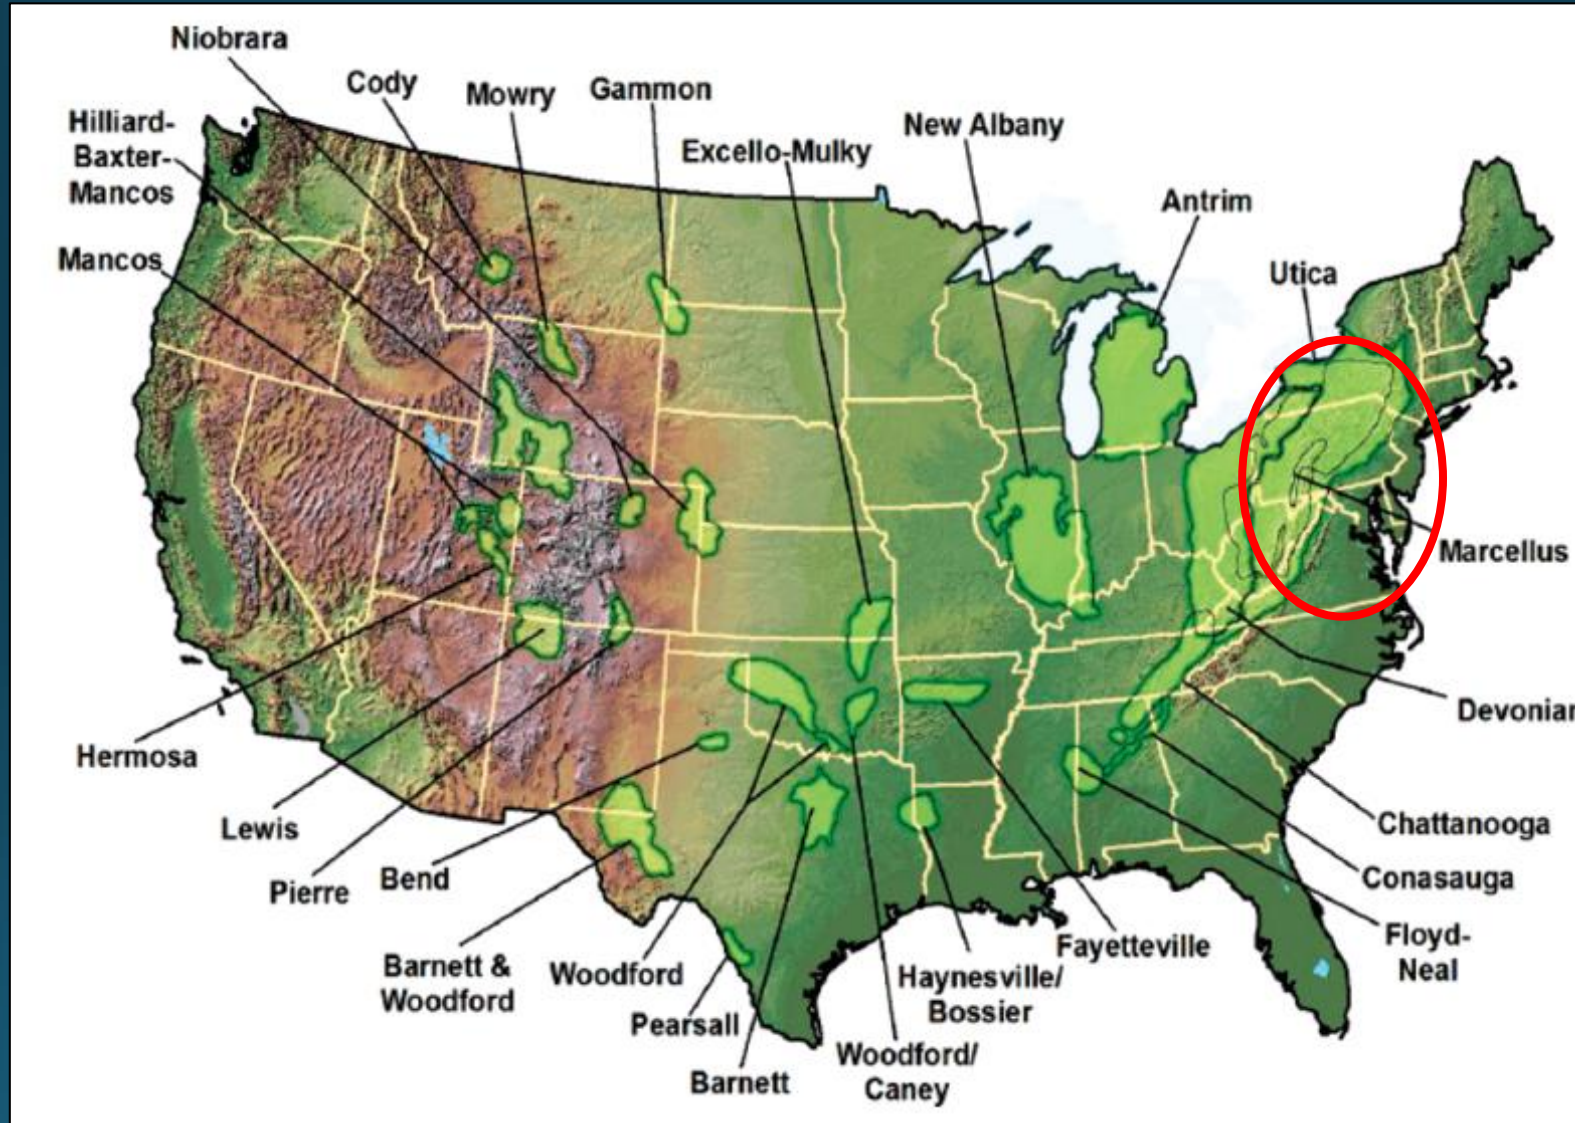 Niobrara
Cody
Mowry
Gammon
Hilliard-
Baxter-
Mancos
Excello-Mulky
New Albany
Antrim
Mancos
Utica
Marcellus
Devonian
Hermosa
Lewis
Pierre
Bend
Chattanooga
Conasauga
Barnett &
Woodford
Woodford
Pearsall
Barnett
Woodford/
Caney
Haynesville/
Bossier
Fayetteville
Floyd-
Neal